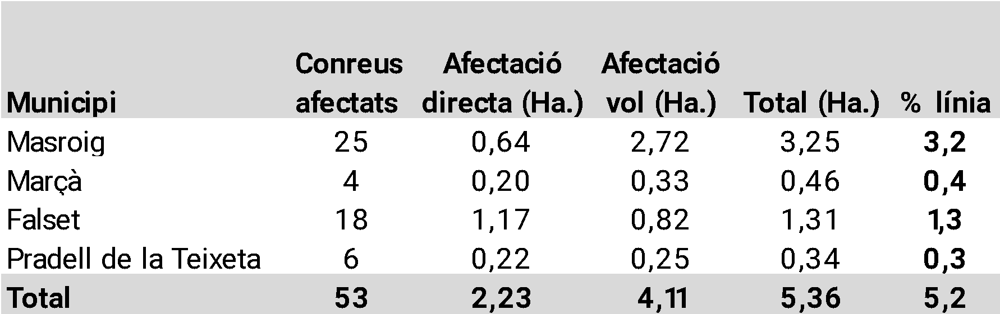 Conreus Afectació Afectació
Municipi afectats directa (Ha.) vol (Ha.) Total (Ha.) % línia
Masroig 25 0,64 2,72 3,25 3,2
Marçà 4 0,20 0,33 0,46 0,4
Falset 18 1,17 0,82 1,31 1,3
Pradell de la Teixeta 6 0,22 0,25 0,34 0,3
Total 53 2,23 4,11 5,36 5,2